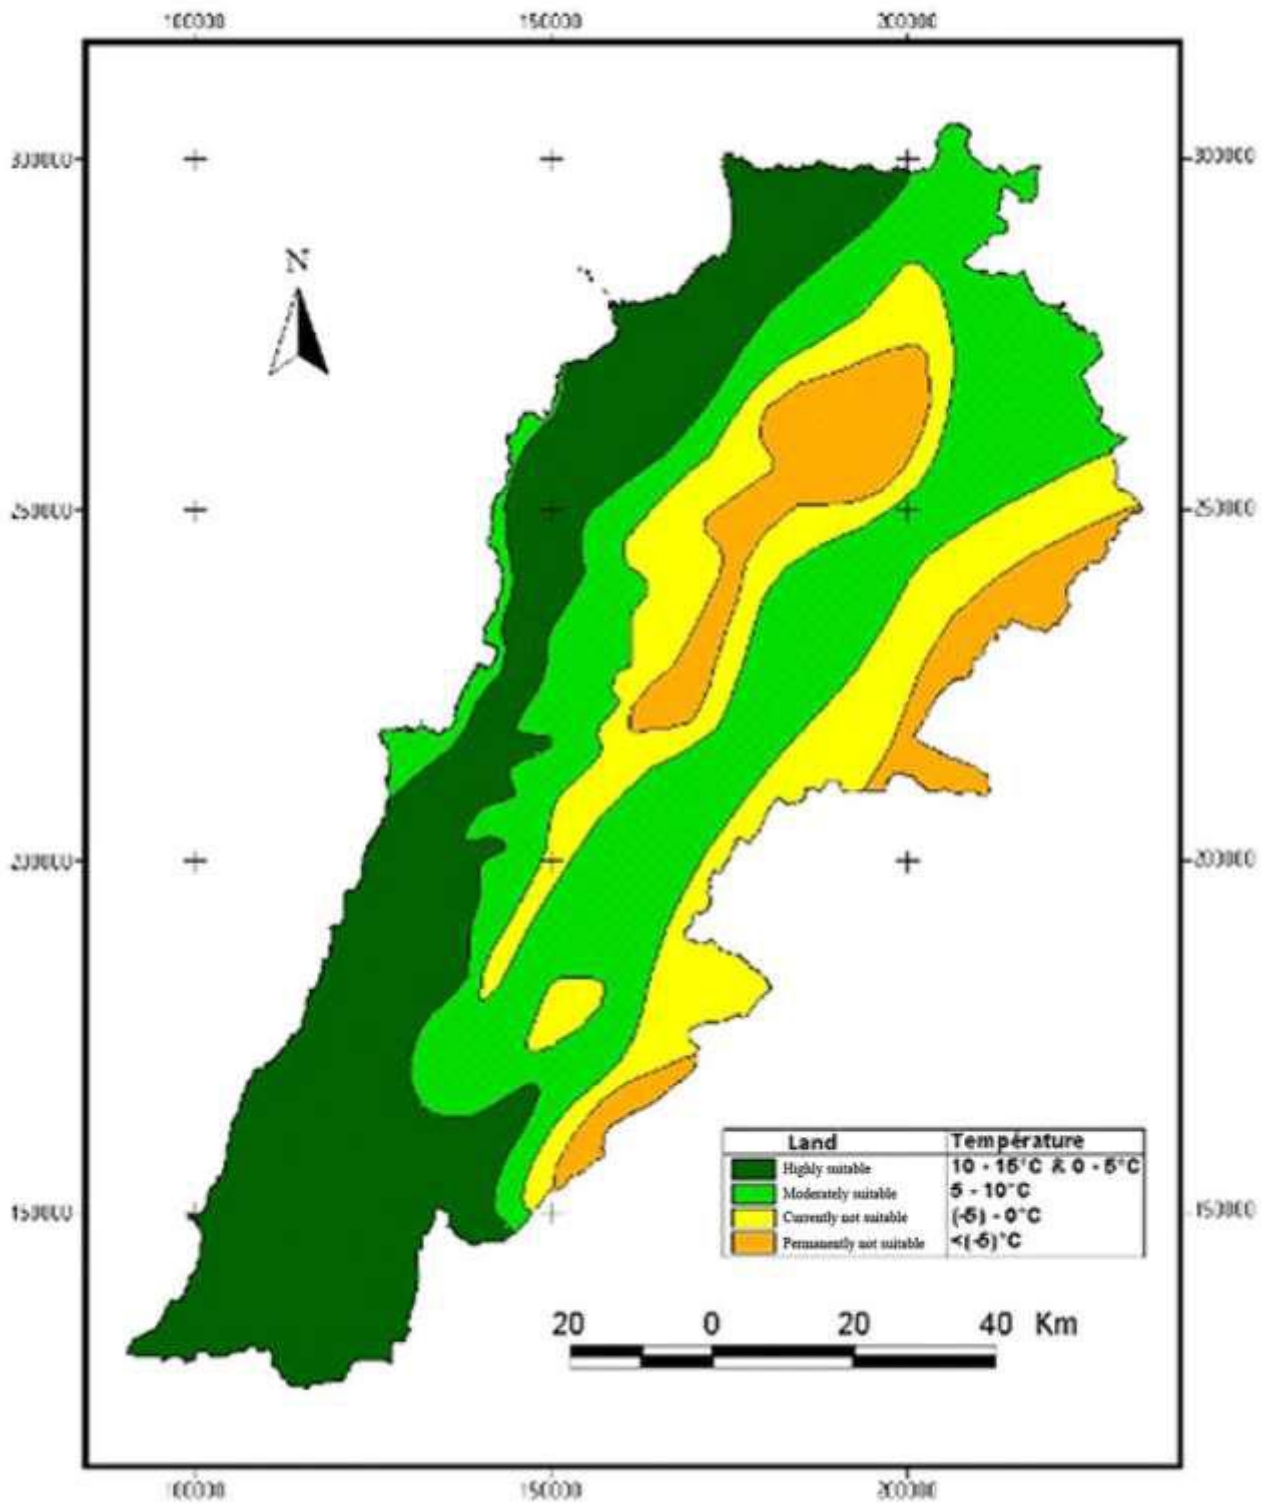 100000 150000 200000
300000 300000
N
250000 250000
200000 200000
Land Température
Highly suitable 10 - 15°C & 0 - 5°C
Moderately suitable 5 - 10°C
Currently not suitable (-5) - 0°C
Permanently not suitable <(-5)°C
150000 150000
20 0 20 40 Km
100000 150000 200000